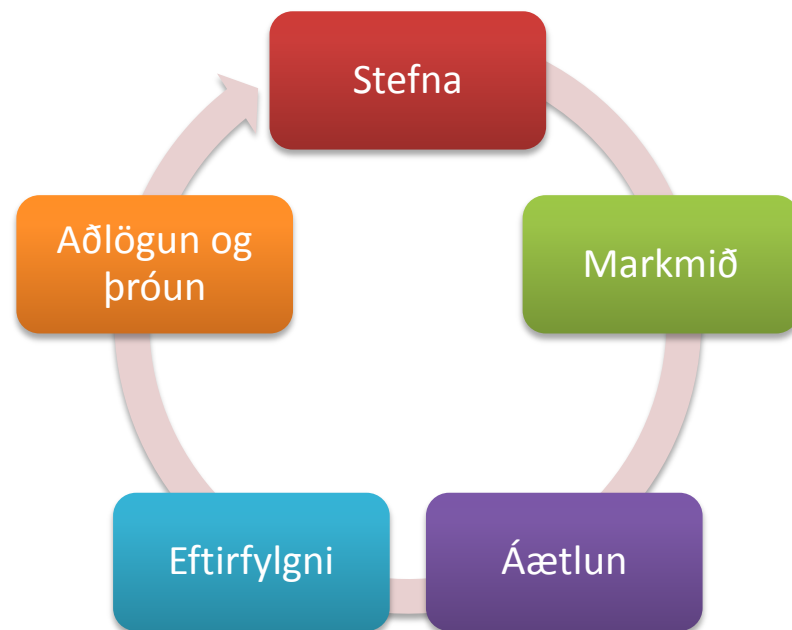 Stefna
Markmið
Áætlun
Eftirfylgni
Aðlögun og
þróun